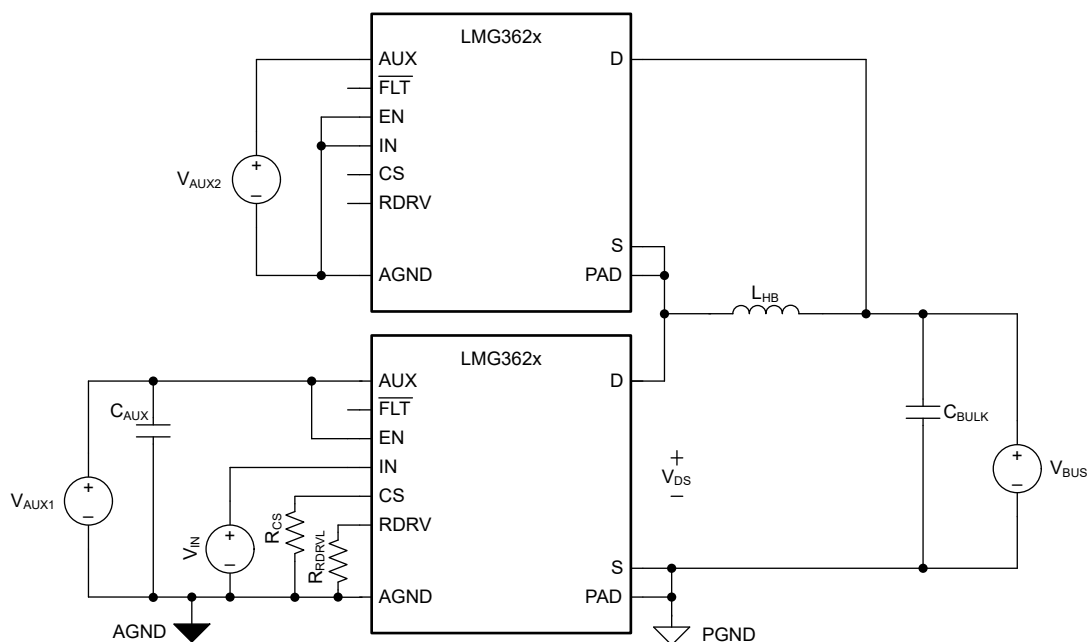 LMG362x
AUX
D
FLT
EN
IN
CS
RDRV
VAUX2
+
–
S
PAD
AGND
LHB
LMG362x
AUX
D
CAUX
FLT
EN
CBULK
IN
+
VDS
–
VBUS
+
–
VAUX1
+
–
CS
RCS
RDRV
VIN
+
–
RRDRVL
S
AGND
PAD
AGND
PGND